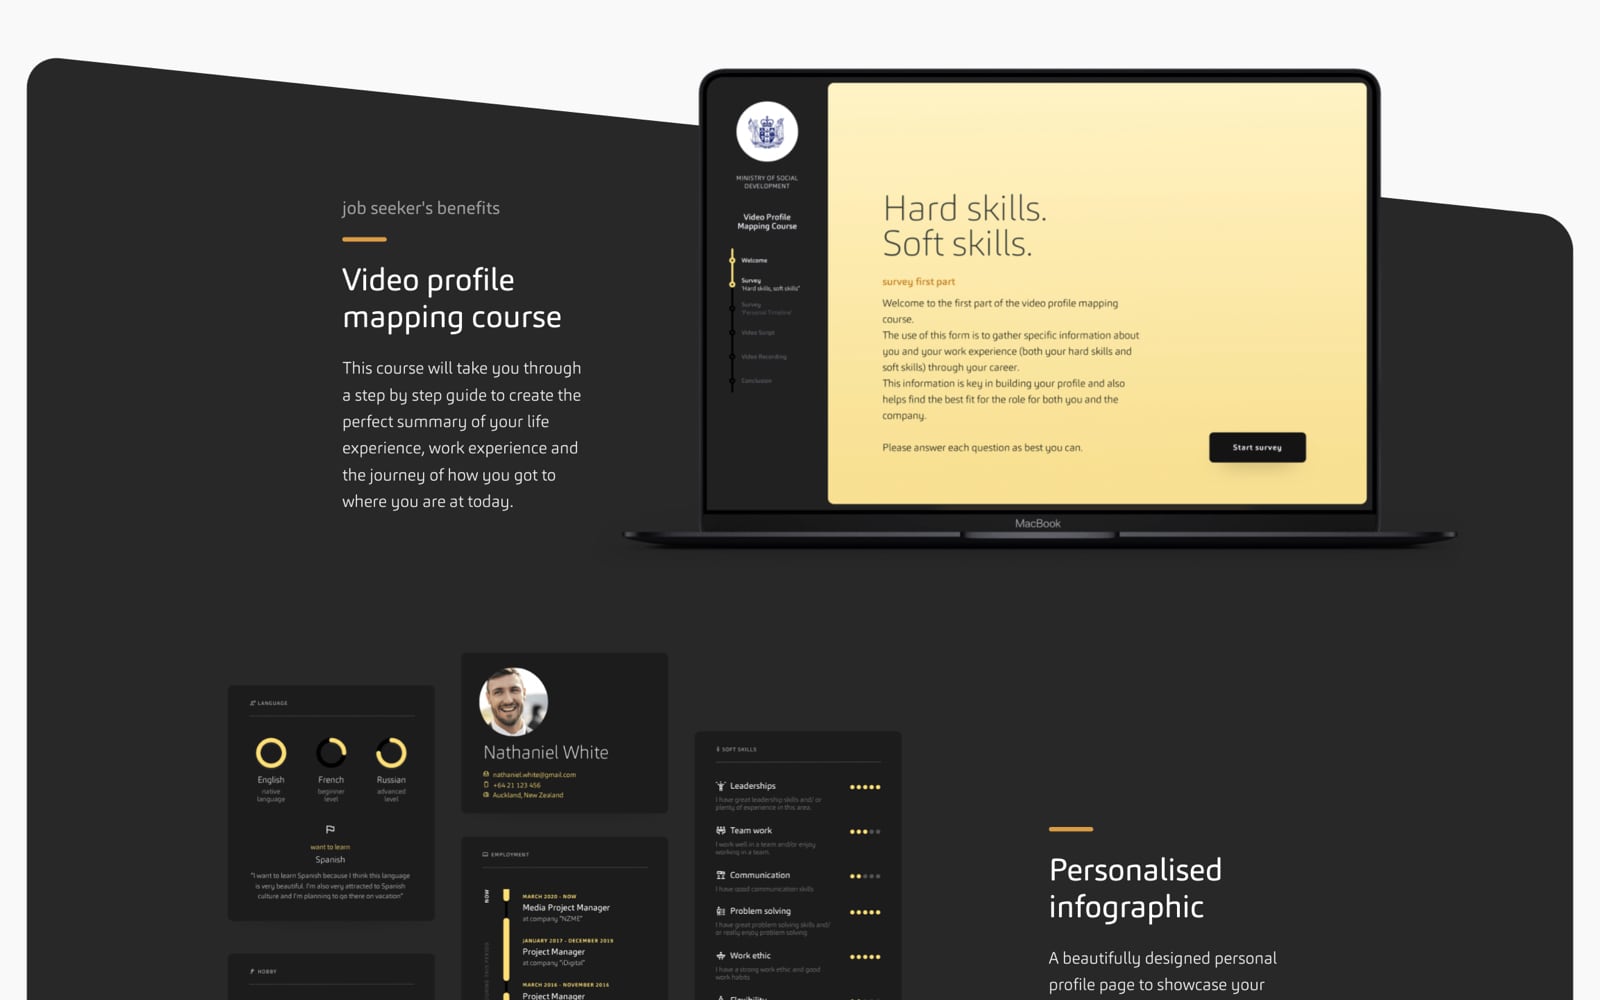 job seeker's benefits
Video profile
mapping course
This course will take you through
a step by step guide to create the
perfect summary of your life
experience, work experience and
the journey of how you got to
where you are at today.
MINISTRY OF SOCIAL
DEVELOPMENT
Video Profile
Mapping Course
Welcome
Survey
"Hard skills, soft skills"
Survey
"Personal Timeline"
Video Script
Video Recording
Conclusion
Hard skills.
Soft skills.
survey first part
Welcome to the first part of the video profile mapping
course.
The use of this form is to gather specific information about
you and your work experience (both your hard skills and
soft skills) through your career.
This information is key in building your profile and also
helps find the best fit for the role for both you and the
company.
Please answer each question as best you can.
Start survey
MacBook
LANGUAGE
English
native
language
French
beginner
level
Russian
advanced
level
want to learn
Spanish
"I want to learn Spanish because I think this language
is very beautiful. I'm also very attracted to Spanish
culture and I'm planning to go there on vacation"
HOBBY
Nathaniel White
nathaniel.white@gmail.com
+64 21 123 456
Auckland, New Zealand
EMPLOYMENT
NOW
MARCH 2020 - NOW
Media Project Manager
at company "NZME"
JANUARY 2017 - DECEMBER 2019
Project Manager
at company "iDigital"
MARCH 2016 - NOVEMBER 2016
Project Manager
SOFT SKILLS
Leaderships
I have great leadership skills and/ or
plenty of experience in this area.
Team work
I work well in a team and/or enjoy
working in a team.
Communication
I have good communication skills
Problem solving
I have great problem solving skills and/
or really enjoy problem solving
Work ethic
I have a strong work ethic and good
work habits
Flexibility
Personalised
infographic
A beautifully designed personal
profile page to showcase your